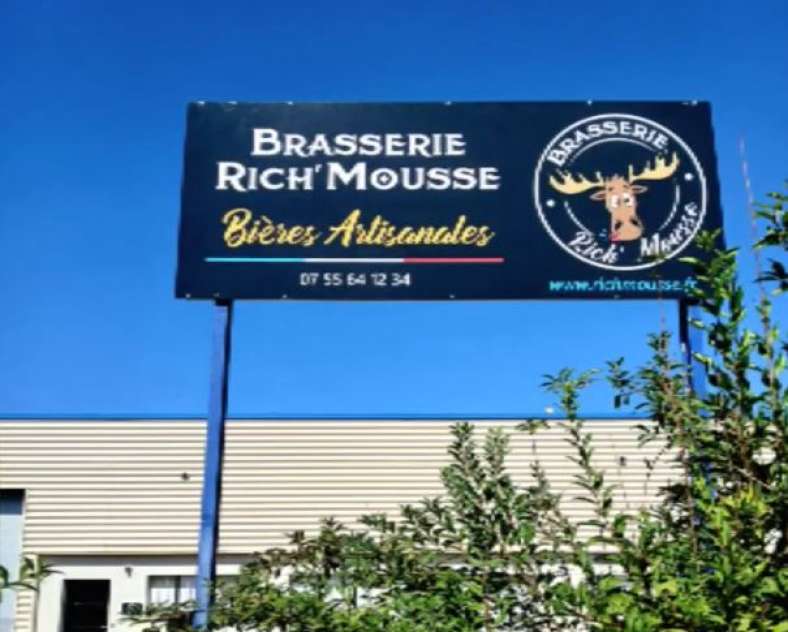 BRASSERIE
RICH'MOUSSE
Bières Artisanales
07 55 64 12 34
BRASSERIE
Rich' Mousse
www.richmousse.fr